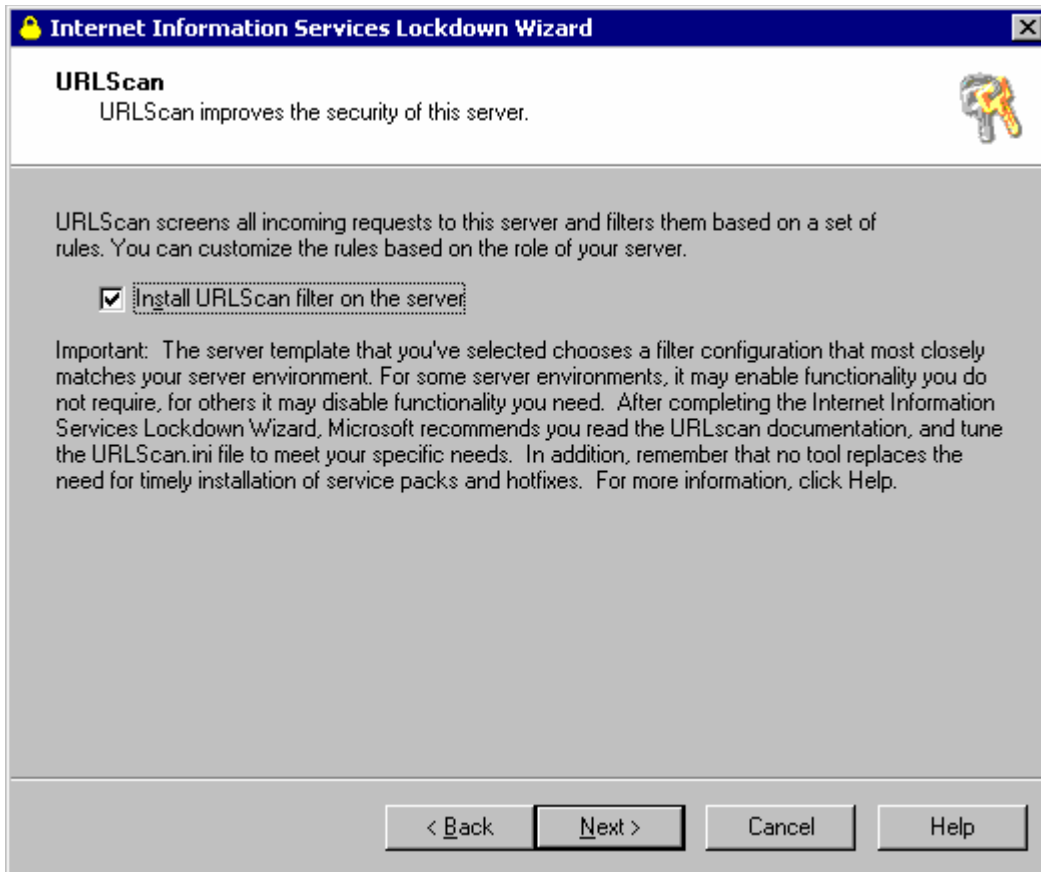 Internet Information Services Lockdown Wizard
URLScan
URLScan improves the security of this server.
URLScan screens all incoming requests to this server and filters them based on a set of
rules. You can customize the rules based on the role of your server.
Install URLScan filter on the server
Important:  The server template that you've selected chooses a filter configuration that most closely
matches your server environment. For some server environments, it may enable functionality you do
not require, for others it may disable functionality you need.  After completing the Internet Information
Services Lockdown Wizard, Microsoft recommends you read the URLscan documentation, and tune
the URLScan.ini file to meet your specific needs.  In addition, remember that no tool replaces the
need for timely installation of service packs and hotfixes.  For more information, click Help.
< Back Next > Cancel Help